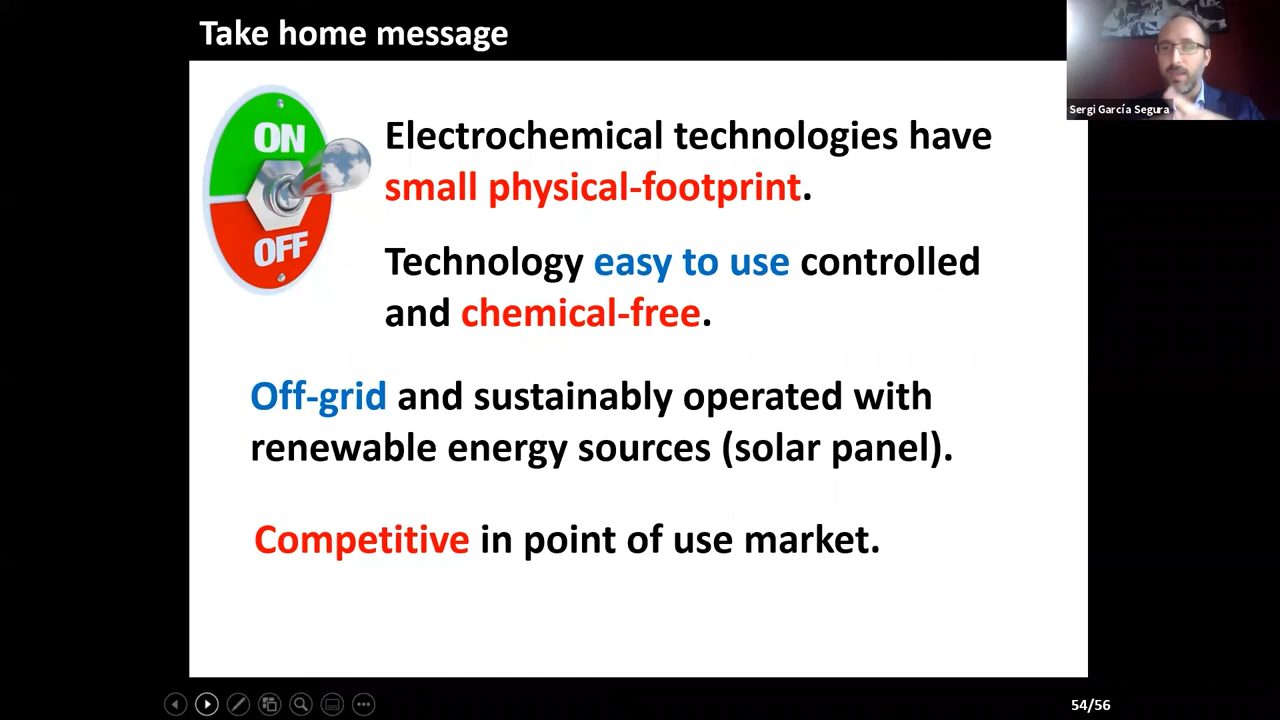 Take home message
Sergi García Segura
ON
OFF
Electrochemical technologies have
small physical-footprint.
Technology easy to use controlled
and chemical-free.
Off-grid and sustainably operated with
renewable energy sources (solar panel).
Competitive in point of use market.
54/56